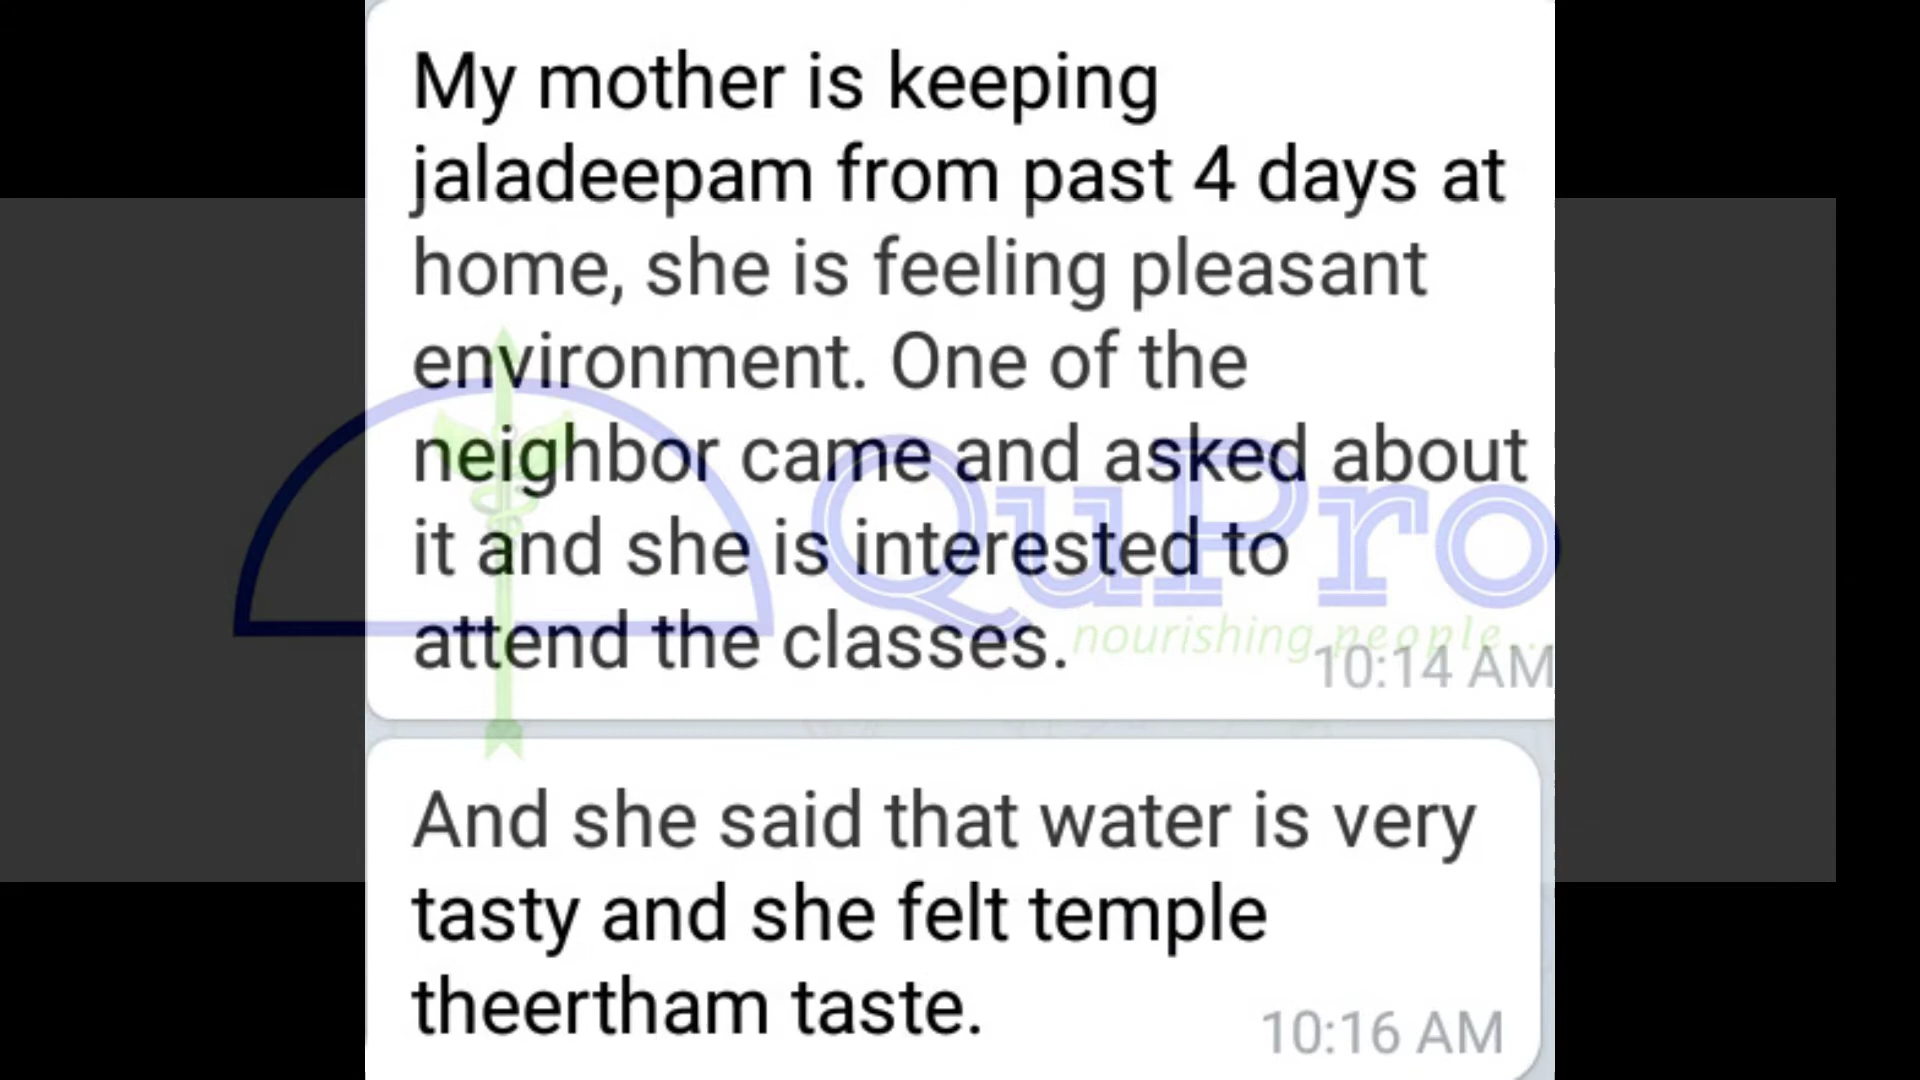 My mother is keeping
jaladeepam from past 4 days at
home, she is feeling pleasant
environment. One of the
neighbor came and asked about
it and she is interested to
attend the classes.
10:14 AM
QuPro
nourishing people...
And she said that water is very
tasty and she felt temple
theertham taste.
10:16 AM